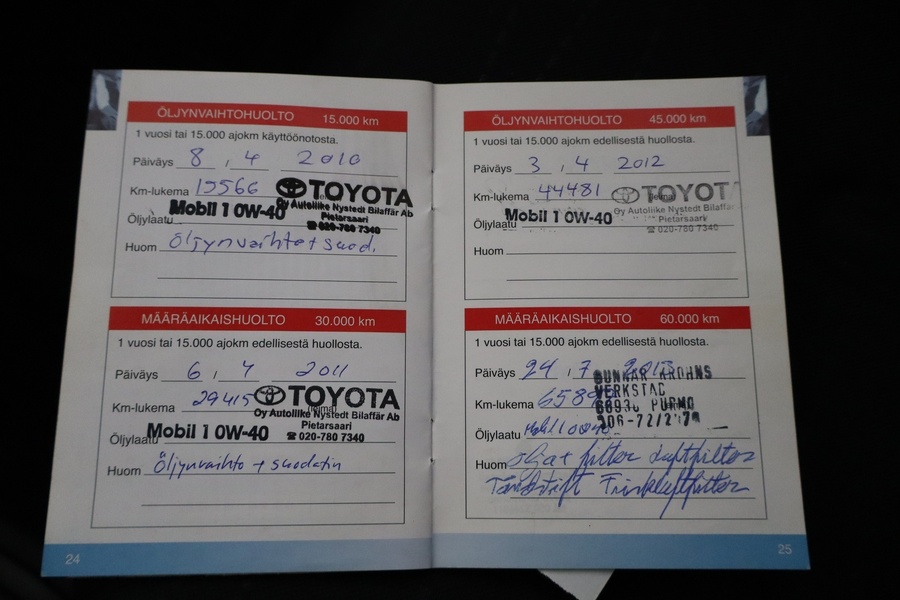 ÖLJYNVAIHTOHUOLTO 15.000 km
1 vuosi tai 15.000 ajokm käyttöönotosta.
Päiväys 8 . 4 2010
Km-lukema 15566
TOYOTA
Oy Autoliike Nystedt Bilaffär Ab
Pietarsaari
☎ 020-780 7340
Öljylaatu Mobil 1 0W-40
Huom Öljynvaihto + suod.
MÄÄRÄAIKAISHUOLTO 30.000 km
1 vuosi tai 15.000 ajokm edellisestä huollosta.
Päiväys 6 . 4 2011
Km-lukema 29415
TOYOTA
Oy Autoliike Nystedt Bilaffär Ab
Pietarsaari
☎ 020-780 7340
Öljylaatu Mobil 1 0W-40
Huom Öljynvaihto + suodatin
24
ÖLJYNVAIHTOHUOLTO 45.000 km
1 vuosi tai 15.000 ajokm edellisestä huollosta.
Päiväys 3 . 4 2012
Km-lukema 44481
TOYOT
Oy Autoliike Nystedt Bilaffär
Pietarsaari
☎ 020-780 7340
Öljylaatu Mobil 1 0W-40
Huom
MÄÄRÄAIKAISHUOLTO 60.000 km
1 vuosi tai 15.000 ajokm edellisestä huollosta.
Päiväys 24 . 7
Km-lukema
VERKSTAD
Öljylaatu
Huom olja + filter Luftfilter
Tändstift Friskluftfilter
25